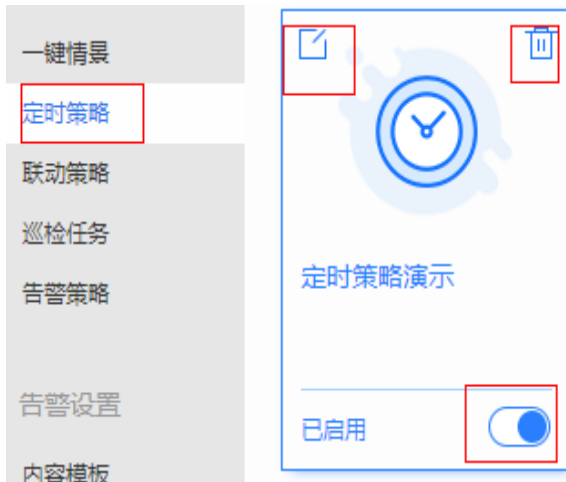 一键情景
定时策略
联动策略
巡检任务
告警策略
告警设置
内容模板
定时策略演示
已启用